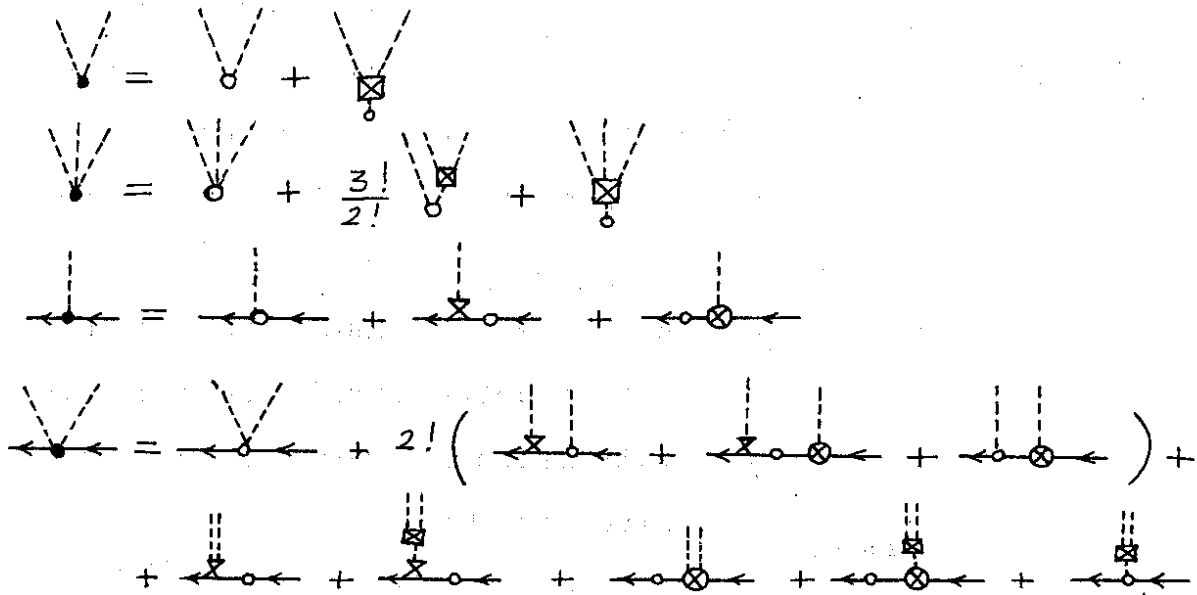 = +
= + 3!/2! +
= + +
= + 2! ( + + ) +
+ + + + +